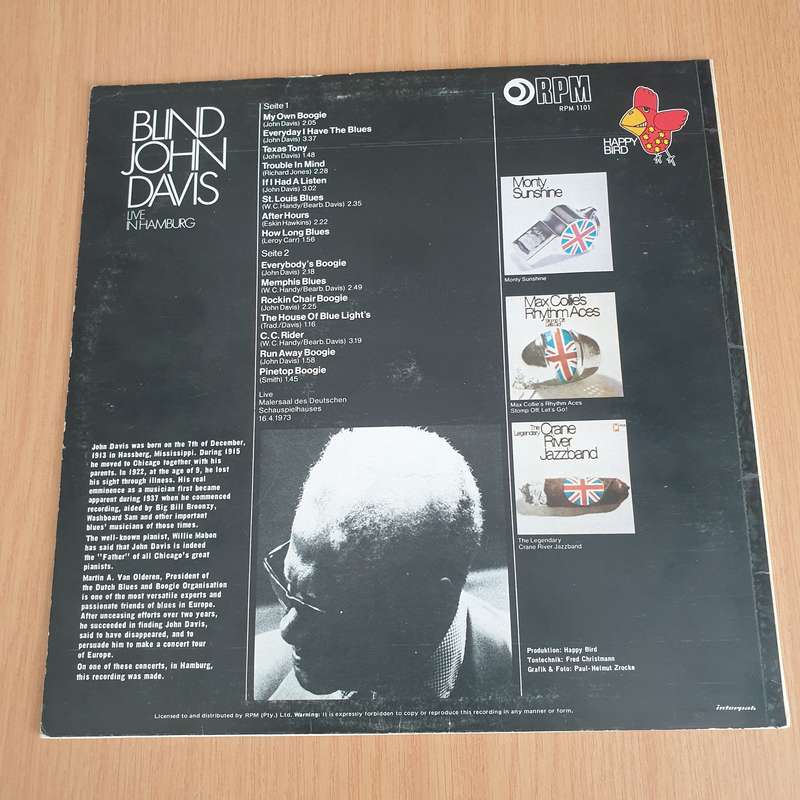 BLIND
JOHN
DAVIS
LIVE
IN HAMBURG
Seite 1
My Own Boogie
(John Davis) 2.05
Everyday I Have The Blues
(John Davis) 3.37
Texas Tony
(John Davis) 1.48
Trouble In Mind
(Richard Jones) 2.28
If I Had A Listen
(John Davis) 3.02
St. Louis Blues
(W. C. Handy/Bearb. Davis) 2.35
After Hours
(Eskin Hawkins) 2.22
How Long Blues
(Leroy Carr) 1.56
Seite 2
Everybody's Boogie
(John Davis) 2.18
Memphis Blues
(W. C. Handy/Bearb. Davis) 2.49
Rockin Chair Boogie
(John Davis) 2.25
The House Of Blue Light's
(Trad./Davis) 1.16
C. C. Rider
(W. C. Handy/Bearb. Davis) 3.19
Run Away Boogie
(John Davis) 1.58
Pinetop Boogie
(Smith) 1.45
Live
Malersaal des Deutschen
Schauspielhauses
16.4.1973
RPM
RPM 1101
HAPPY
BIRD
Monty
Sunshine
Monty Sunshine
Max Collie's
Rhythm Aces
Stomp Off
Let's Go!
Max Collie's Rhythm Aces
Stomp Off, Let's Go!
The
Legendary
Crane
River
Jazzband
The Legendary
Crane River Jazzband
John Davis was born on the 7th of December,
1913 in Hassberg, Mississippi. During 1915
he moved to Chicago together with his
parents. In 1922, at the age of 9, he lost
his sight through illness. His real
eminence as a musician first became
apparent during 1937 when he commenced
recording, aided by Big Bill Broonzy,
Washboard Sam and other important
blues' musicians of those times.
The well-known pianist, Willie Mabon
has said that John Davis is indeed
the "Father" of all Chicago's great
pianists.
Martin A. Van Olderen, President of
the Dutch Blues and Boogie Organisation
is one of the most versatile experts and
passionate friends of blues in Europe.
After unceasing efforts over two years,
he succeeded in finding John Davis,
said to have disappeared, and to
persuade him to make a concert tour
of Europe.
On one of these concerts, in Hamburg,
this recording was made.
Produktion: Happy Bird
Tontechnik: Fred Christmann
Grafik & Foto: Paul-Helmut Zrocke
Licensed to and distributed by RPM (Pty.) Ltd. Warning: It is expressly forbidden to copy or reproduce this recording in any manner or form.
interpak